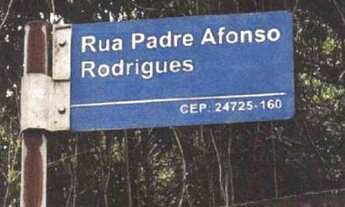 Rua Padre Afonso
Rodrigues
CEP: 24725-160